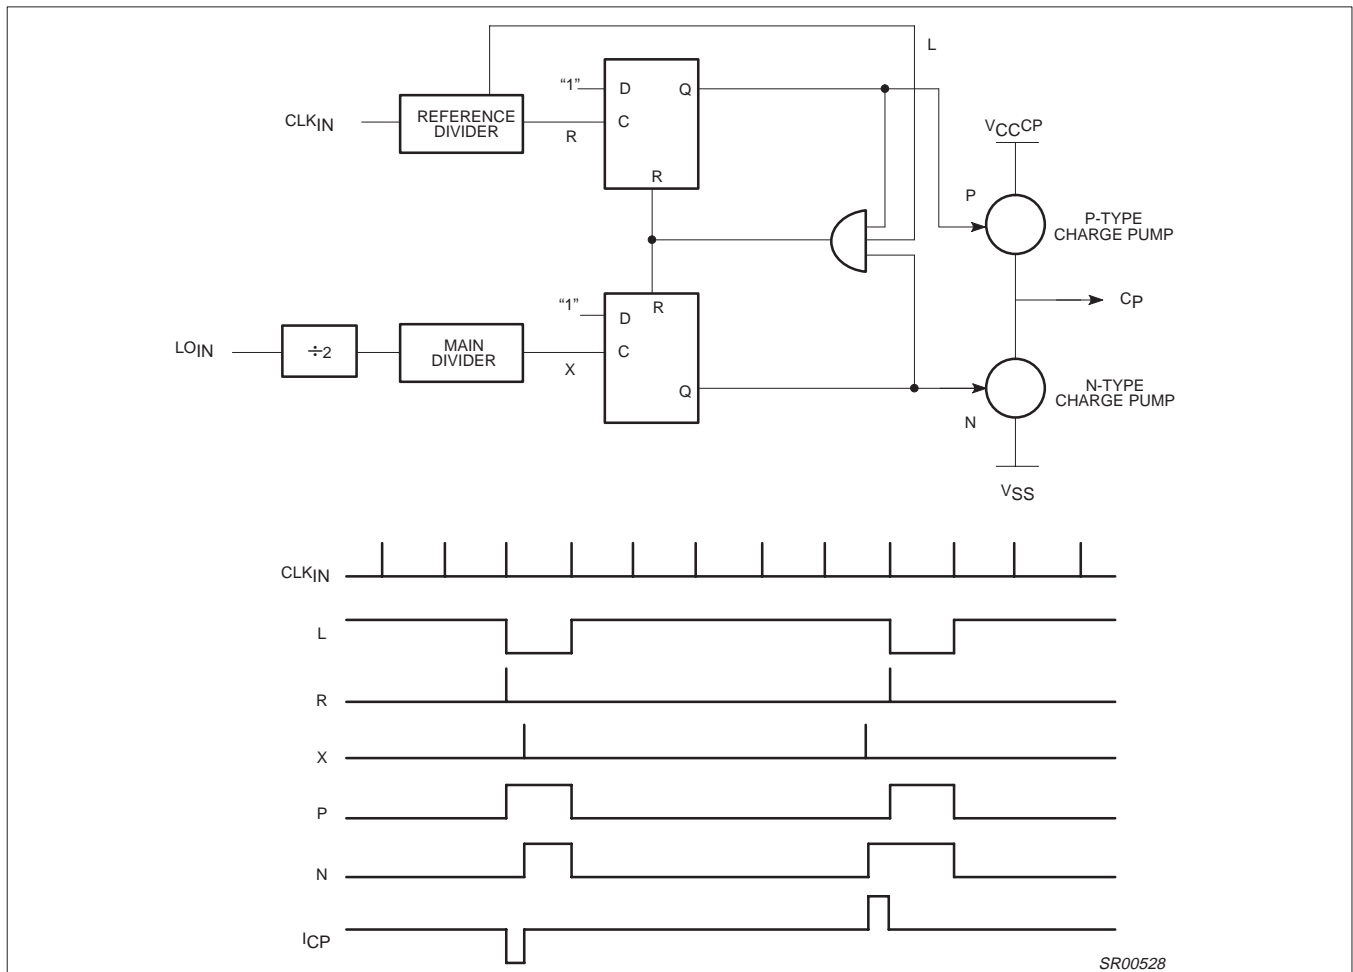 L
"1"
D
Q
CLKIN
REFERENCE
DIVIDER
R
C
R
VCCCP
P
P-TYPE
CHARGE PUMP
CP
"1"
R
D
LOIN
÷2
MAIN
DIVIDER
X
C
Q
N-TYPE
CHARGE PUMP
N
VSS
CLKIN
L
R
X
P
N
ICP
SR00528